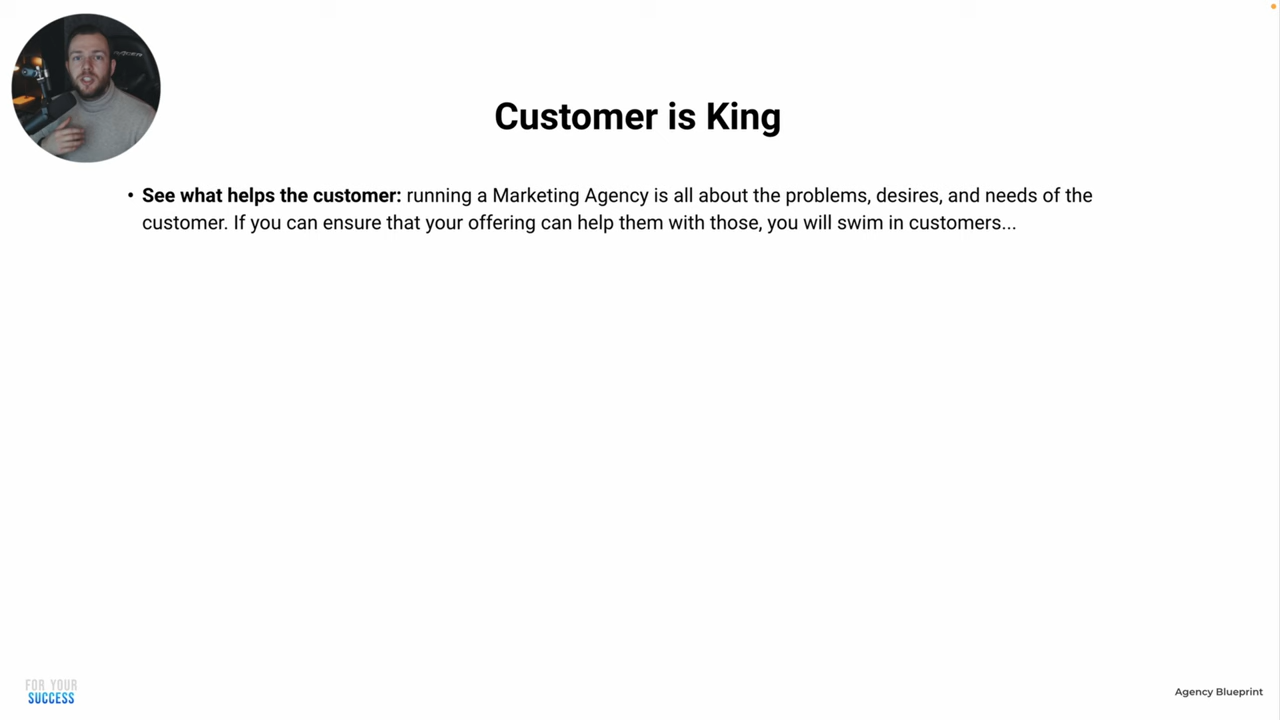 Customer is King
• See what helps the customer: running a Marketing Agency is all about the problems, desires, and needs of the
customer. If you can ensure that your offering can help them with those, you will swim in customers...
FOR YOUR
SUCCESS
Agency Blueprint